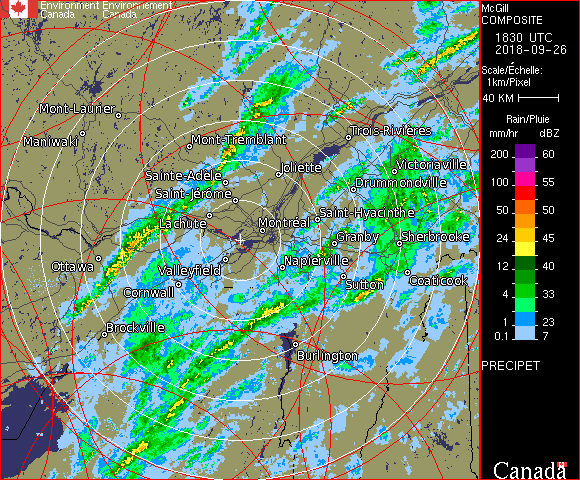 Environment Environnement
Canada Canada
McGill
COMPOSITE
1830 UTC
2018-09-26
Scale/Échelle:
1km/Pixel
40 KM
Rain/Pluie
mm/hr dBZ
200 60
100 55
50 50
24 45
12 40
4 33
1 23
0.1 7
PRECIPET
Canada
Mont-Laurier
Maniwaki
Mont-Tremblant
Trois-Rivières
Sainte-Adele
Joliette
Victoriaville
Drummondville
Saint-Jérôme
Lachute
Montréal
Saint-Hyacinthe
Granby
Sherbrooke
Ottawa
Valleyfield
Napierville
Cornwall
Sutton
Coaticook
Brockville
Burlington